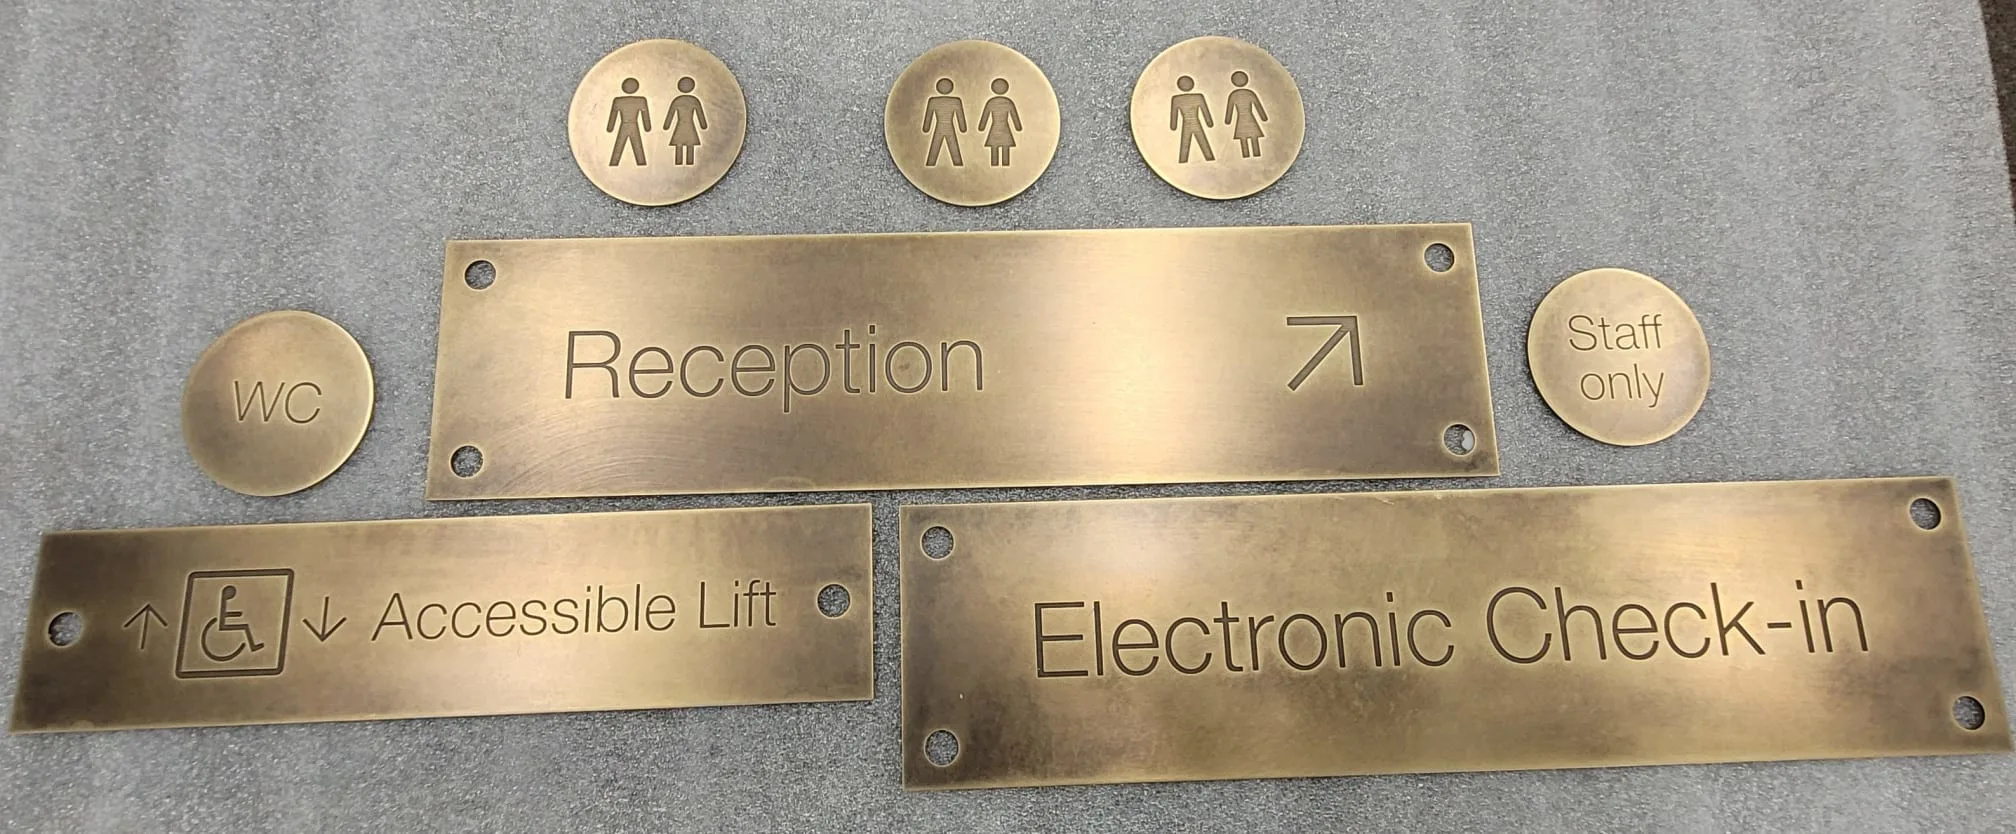 Reception
WC
Staff
only
Accessible Lift
Electronic Check-in